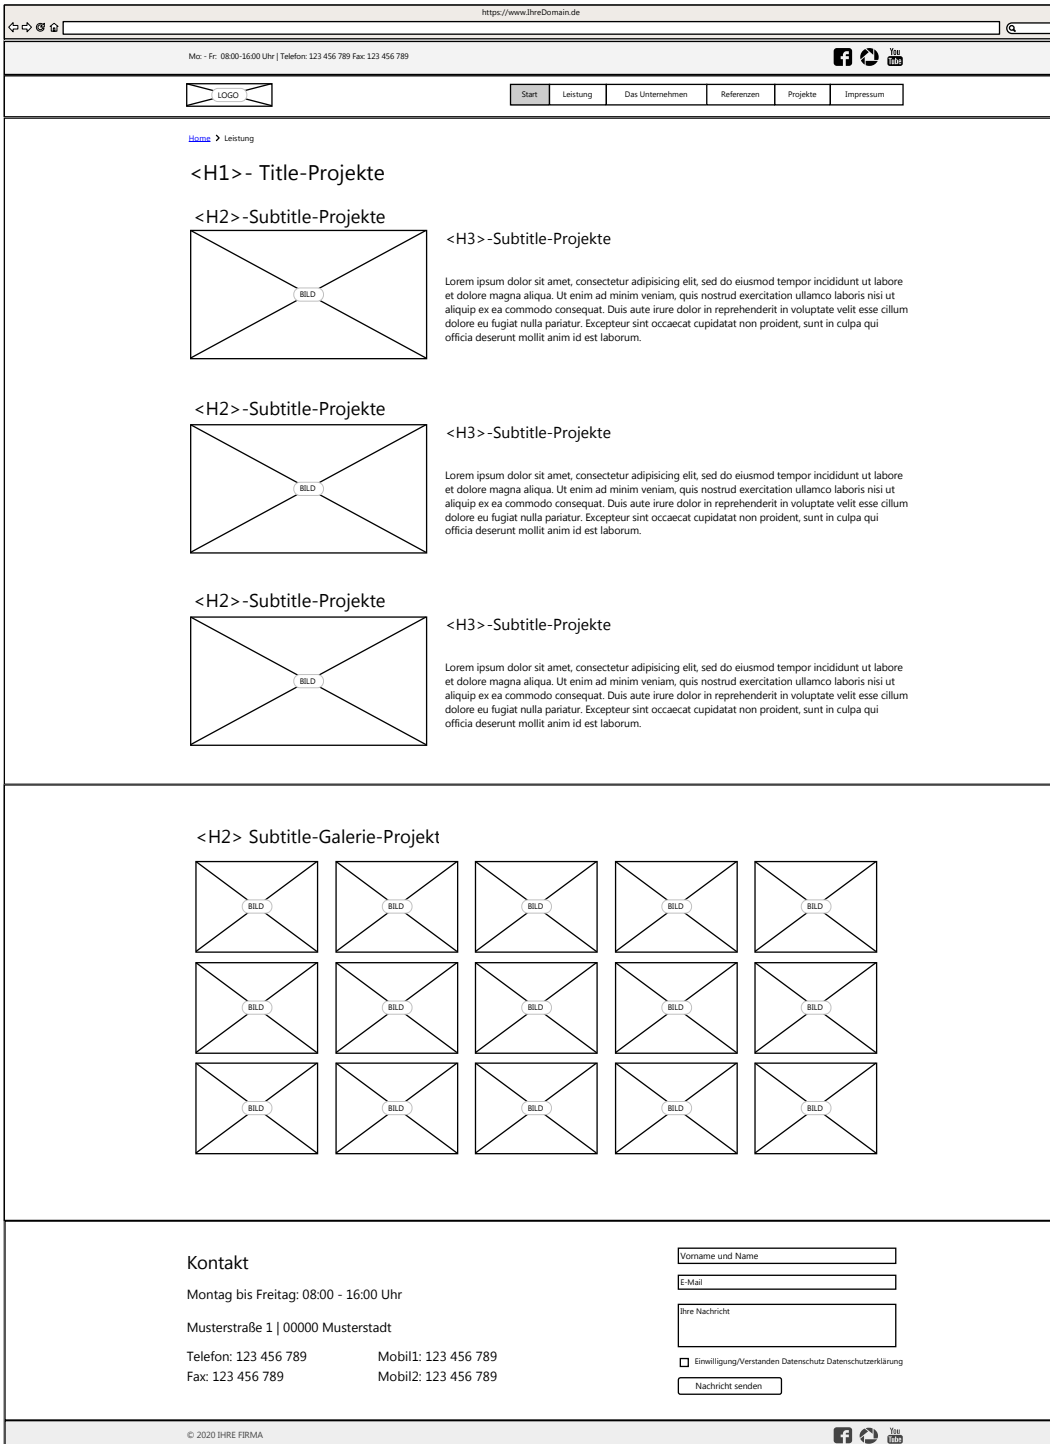 https://www.IhreDomain.de
Mo: - Fr: 08:00-16:00 Uhr | Telefon: 123 456 789 Fax: 123 456 789
You
Tube
LOGO
Start Leistung Das Unternehmen Referenzen Projekte Impressum
Home > Leistung
<H1>- Title-Projekte
<H2>-Subtitle-Projekte
BILD
<H3>-Subtitle-Projekte
Lorem ipsum dolor sit amet, consectetur adipisicing elit, sed do eiusmod tempor incididunt ut labore
et dolore magna aliqua. Ut enim ad minim veniam, quis nostrud exercitation ullamco laboris nisi ut
aliquip ex ea commodo consequat. Duis aute irure dolor in reprehenderit in voluptate velit esse cillum
dolore eu fugiat nulla pariatur. Excepteur sint occaecat cupidatat non proident, sunt in culpa qui
officia deserunt mollit anim id est laborum.
<H2>-Subtitle-Projekte
BILD
<H3>-Subtitle-Projekte
Lorem ipsum dolor sit amet, consectetur adipisicing elit, sed do eiusmod tempor incididunt ut labore
et dolore magna aliqua. Ut enim ad minim veniam, quis nostrud exercitation ullamco laboris nisi ut
aliquip ex ea commodo consequat. Duis aute irure dolor in reprehenderit in voluptate velit esse cillum
dolore eu fugiat nulla pariatur. Excepteur sint occaecat cupidatat non proident, sunt in culpa qui
officia deserunt mollit anim id est laborum.
<H2>-Subtitle-Projekte
BILD
<H3>-Subtitle-Projekte
Lorem ipsum dolor sit amet, consectetur adipisicing elit, sed do eiusmod tempor incididunt ut labore
et dolore magna aliqua. Ut enim ad minim veniam, quis nostrud exercitation ullamco laboris nisi ut
aliquip ex ea commodo consequat. Duis aute irure dolor in reprehenderit in voluptate velit esse cillum
dolore eu fugiat nulla pariatur. Excepteur sint occaecat cupidatat non proident, sunt in culpa qui
officia deserunt mollit anim id est laborum.
<H2> Subtitle-Galerie-Projekt
BILD BILD BILD BILD BILD
BILD BILD BILD BILD BILD
BILD BILD BILD BILD BILD
Kontakt
Montag bis Freitag: 08:00 - 16:00 Uhr
Musterstraße 1 | 00000 Musterstadt
Telefon: 123 456 789 Mobil1: 123 456 789
Fax: 123 456 789 Mobil2: 123 456 789
Vorname und Name
E-Mail
Ihre Nachricht
Einwilligung/Verstanden Datenschutz Datenschutzerklärung
Nachricht senden
© 2020 IHRE FIRMA
You
Tube